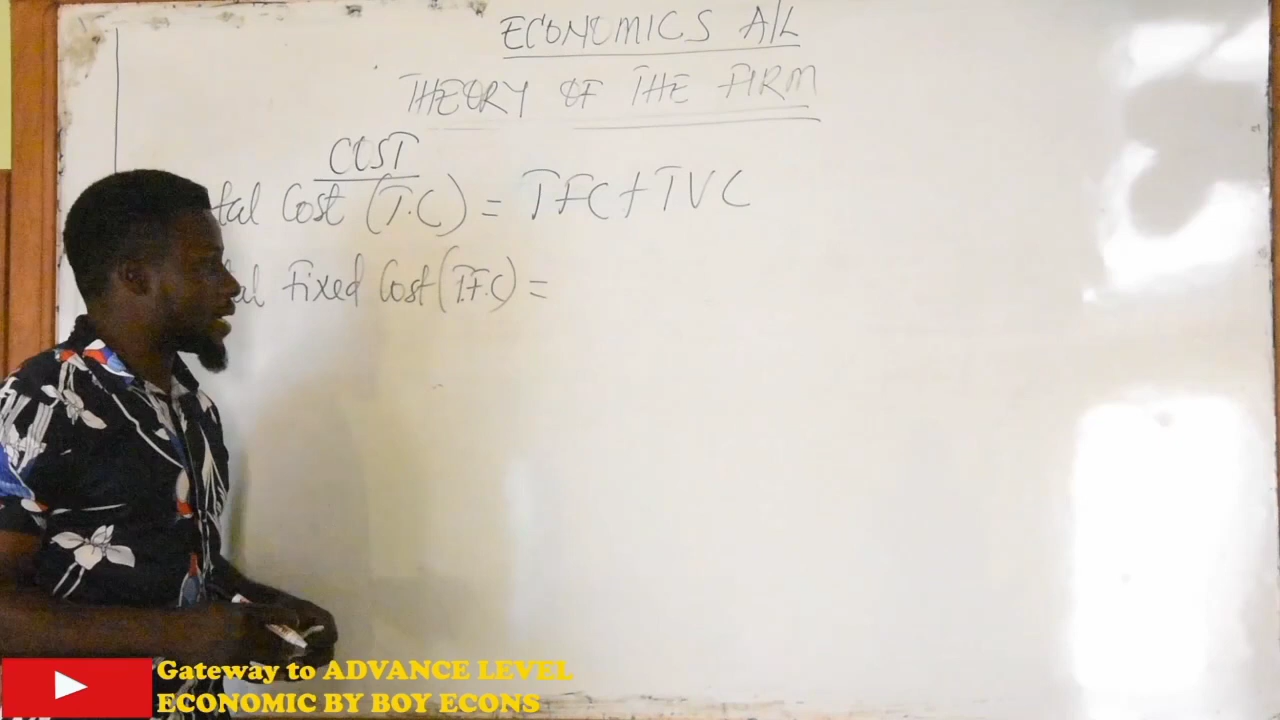 ECONOMICS A/L
THEORY OF THE FIRM
COST
tal Cost (T.C) = TFC + TVC
al Fixed Cost (T.F.C) =
Gateway to ADVANCE LEVEL
ECONOMIC BY BOY ECONS